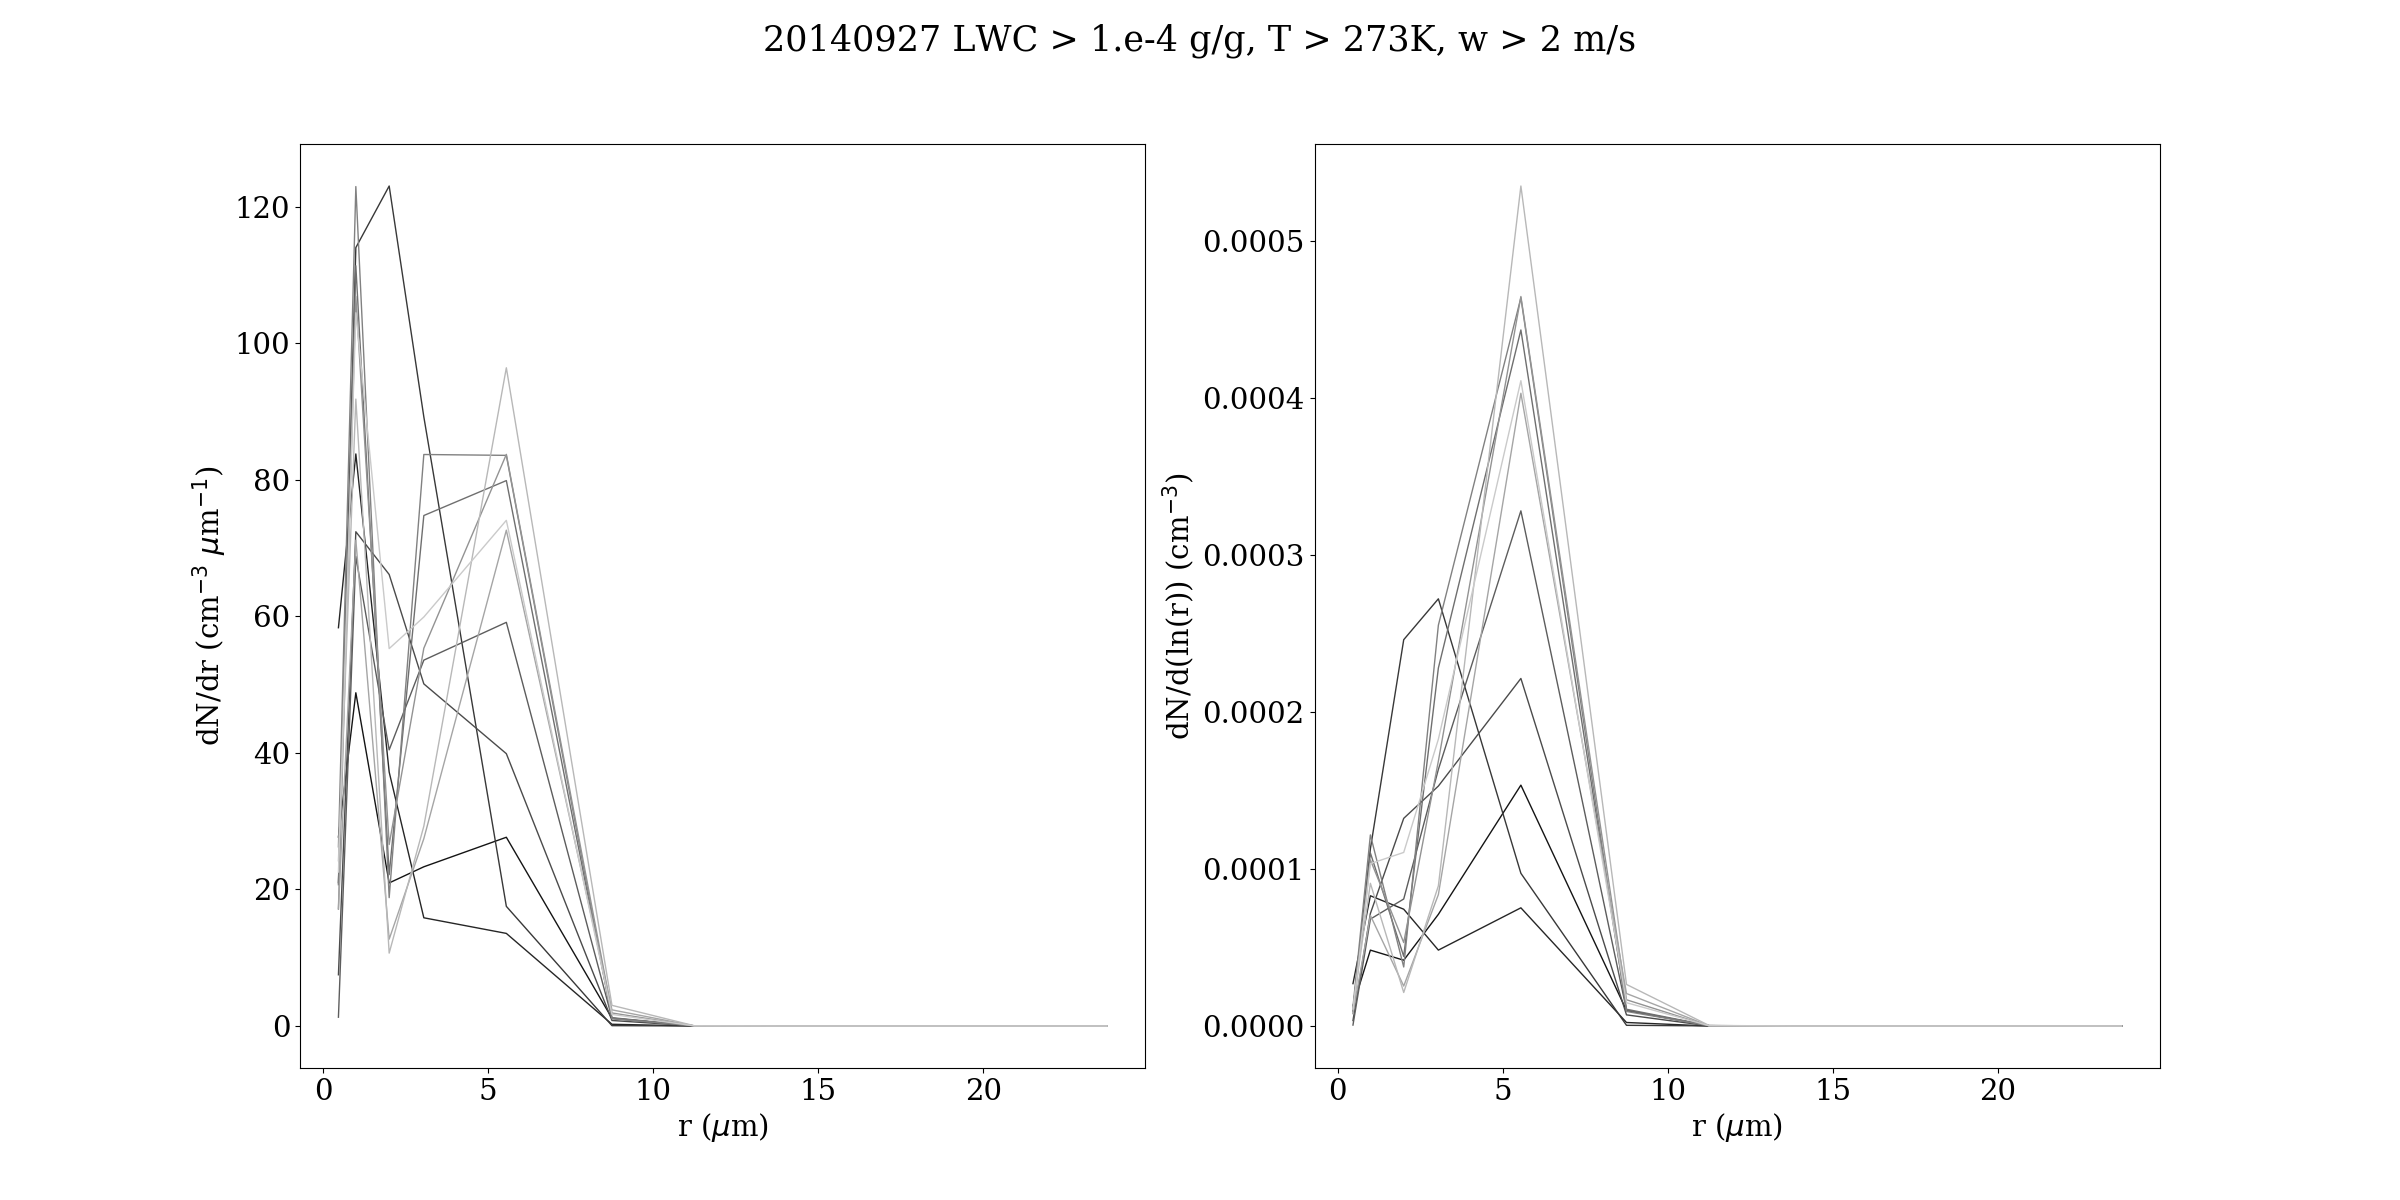 20140927 LWC > 1.e-4 g/g, T > 273K, w > 2 m/s
dN/dr (cm⁻³ μm⁻¹)
120
100
80
60
40
20
0
0 5 10 15 20
r (μm)
dN/d(ln(r)) (cm⁻³)
0.0005
0.0004
0.0003
0.0002
0.0001
0.0000
0 5 10 15 20
r (μm)